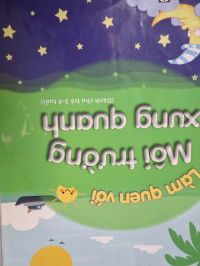 Làm quen với
Môi trường
xung quanh
(Dành cho trẻ 3-4 tuổi)